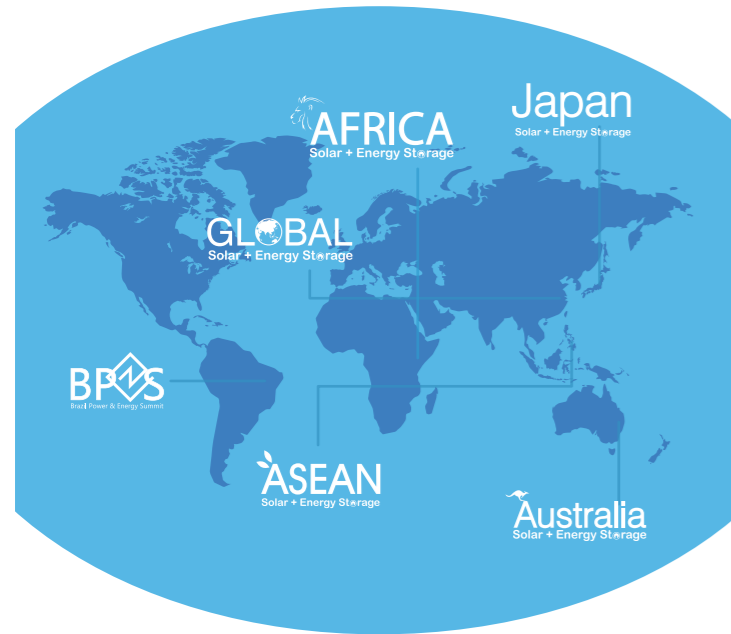 AFRICA
Solar + Energy Storage
Japan
Solar + Energy Storage
GLOBAL
Solar + Energy Storage
BPES
Brazil Power & Energy Summit
ASEAN
Solar + Energy Storage
Australia
Solar + Energy Storage